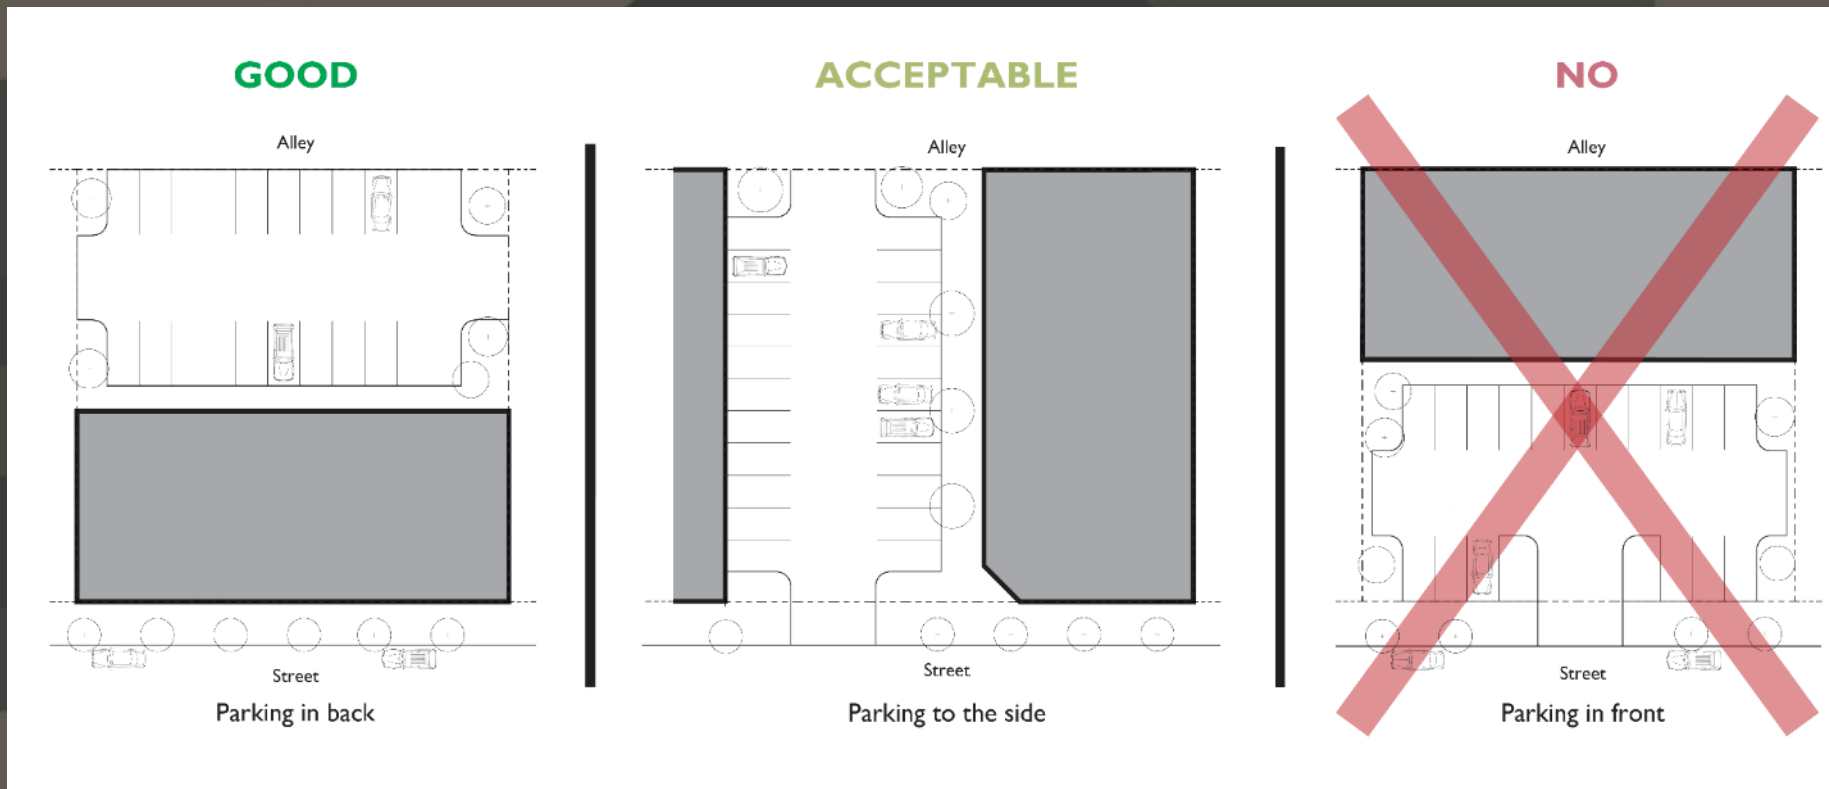 GOOD
Alley
Street
Parking in back
ACCEPTABLE
Alley
Street
Parking to the side
NO
Alley
Street
Parking in front